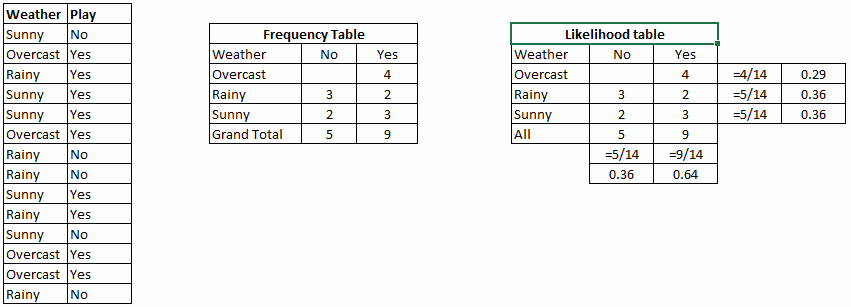 Weather Play
Sunny No
Overcast Yes
Rainy Yes
Sunny Yes
Sunny Yes
Overcast Yes
Rainy No
Rainy No
Sunny Yes
Rainy Yes
Sunny No
Overcast Yes
Overcast Yes
Rainy No
Frequency Table
Weather No Yes
Overcast 4
Rainy 3 2
Sunny 2 3
Grand Total 5 9
Likelihood table
Weather No Yes
Overcast 4 =4/14 0.29
Rainy 3 2 =5/14 0.36
Sunny 2 3 =5/14 0.36
All 5 9
=5/14 =9/14
0.36 0.64